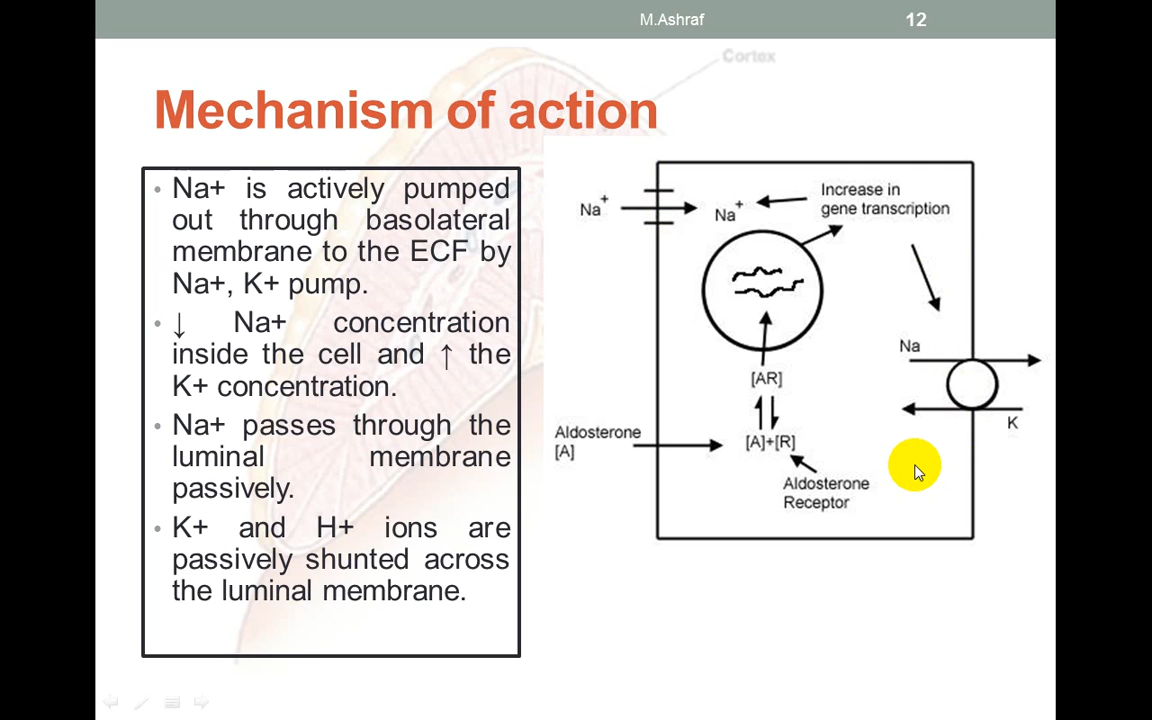 M.Ashraf
12
Cortex
Mechanism of action
• Na+ is actively pumped
out through basolateral
membrane to the ECF by
Na+, K+ pump.
• ↓ Na+ concentration
inside the cell and ↑ the
K+ concentration.
• Na+ passes through the
luminal membrane
passively.
• K+ and H+ ions are
passively shunted across
the luminal membrane.
Na+
Na+
Increase in
gene transcription
[AR]
Na
K
Aldosterone
[A]
[A]+[R]
Aldosterone
Receptor